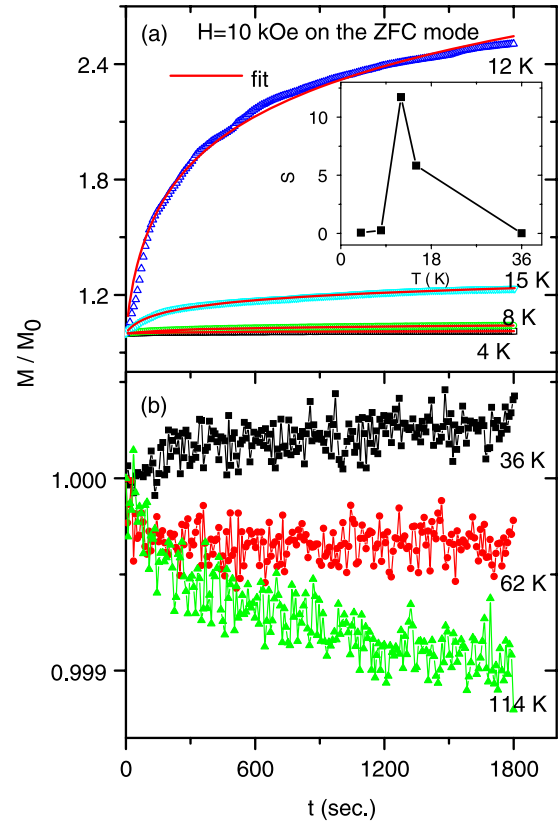 (a) H=10 kOe on the ZFC mode
fit
12 K
2.4
1.8
1.2
10
5
0
S
0 18 36
T ( K)
15 K
8 K
4 K
M / M0
(b)
36 K
1.000
62 K
0.999
114 K
0 600 1200 1800
t (sec.)